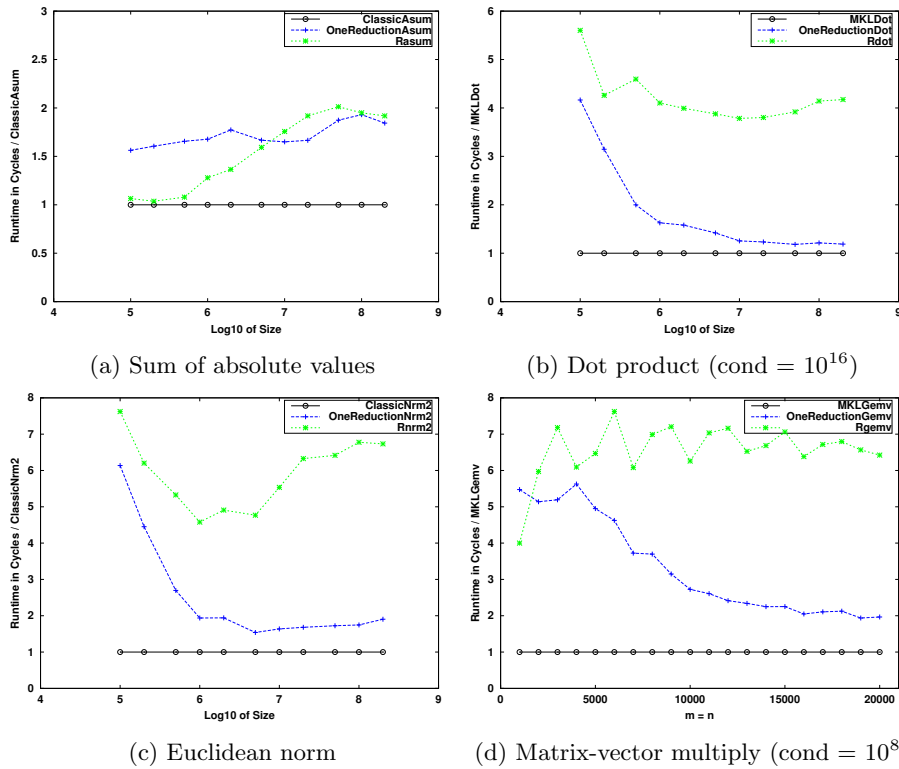 3
2.5
2
1.5
1
0.5
0
4
5
6
7
8
9
Runtime in Cycles / ClassicAsum
Log10 of Size
ClassicAsum
OneReductionAsum
Rasum
(a) Sum of absolute values
6
5
4
3
2
1
0
4
5
6
7
8
9
Runtime in Cycles / MKLDot
Log10 of Size
MKLDot
OneReductionDot
Rdot
(b) Dot product (cond = 10^16)
8
7
6
5
4
3
2
1
0
4
5
6
7
8
9
Runtime in Cycles / ClassicNrm2
Log10 of Size
ClassicNrm2
OneReductionNrm2
Rnrm2
(c) Euclidean norm
8
7
6
5
4
3
2
1
0
0
5000
10000
15000
20000
Runtime in Cycles / MKLGemv
m = n
MKLGemv
OneReductionGemv
Rgemv
(d) Matrix-vector multiply (cond = 10^8